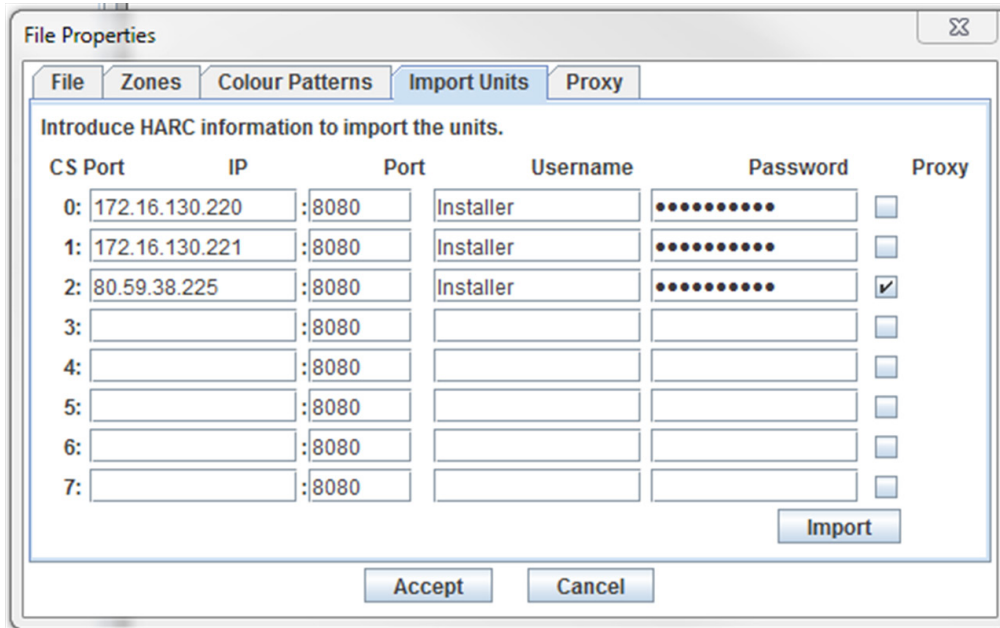 File Properties
File Zones Colour Patterns Import Units Proxy
Introduce HARC information to import the units.
CS Port IP Port Username Password Proxy
0: 172.16.130.220 :8080 Installer ••••••••••
1: 172.16.130.221 :8080 Installer ••••••••••
2: 80.59.38.225 :8080 Installer ••••••••••
3: :8080
4: :8080
5: :8080
6: :8080
7: :8080
Import
Accept Cancel